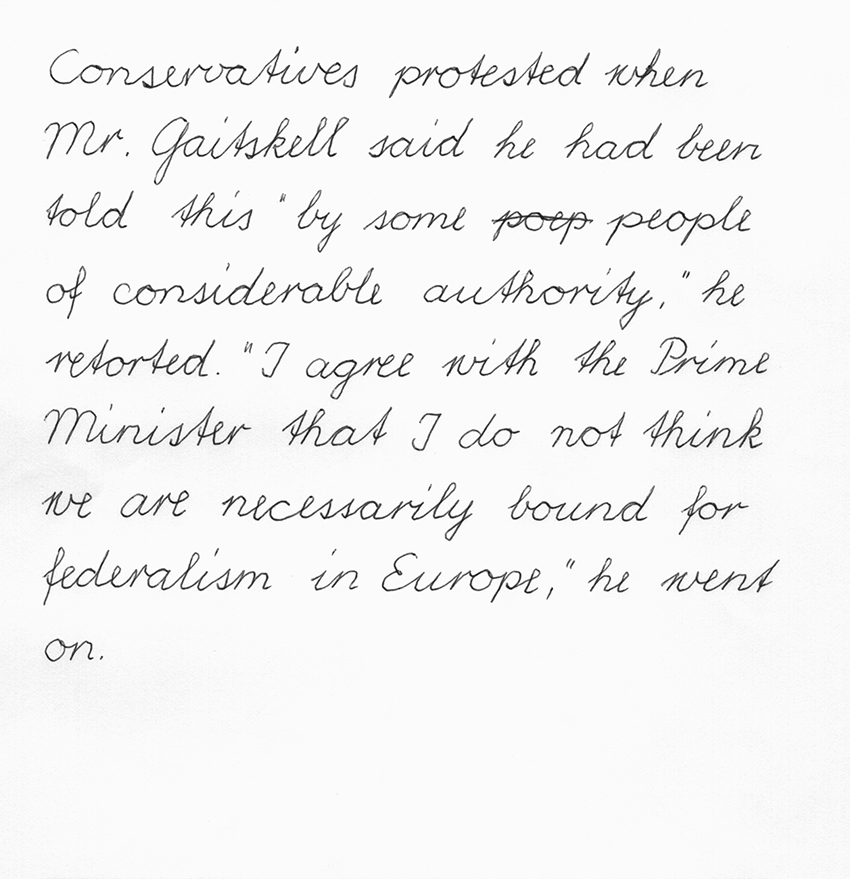 Conservatives protested when
Mr. Gaitskell said he had been
told this "by some poep people
of considerable authority," he
retorted. "I agree with the Prime
Minister that I do not think
we are necessarily bound for
federalism in Europe," he went
on.